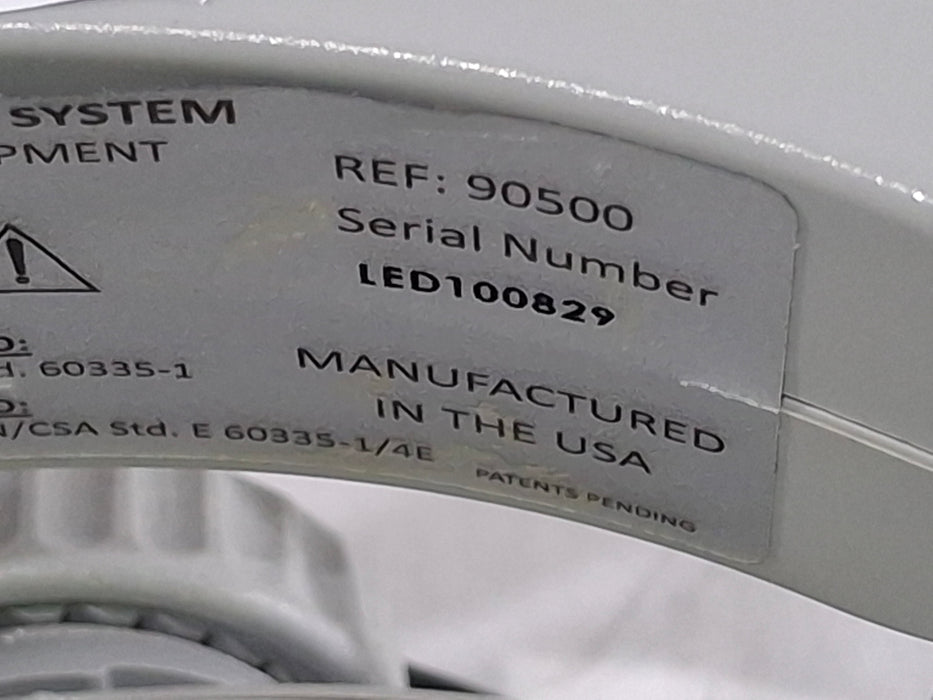 SYSTEM
PMENT
REF: 90500
Serial Number
LED100829
!
D:
. 60335-1
MANUFACTURED
IN THE USA
D:
/CSA Std. E 60335-1/4E
PATENTS PENDING